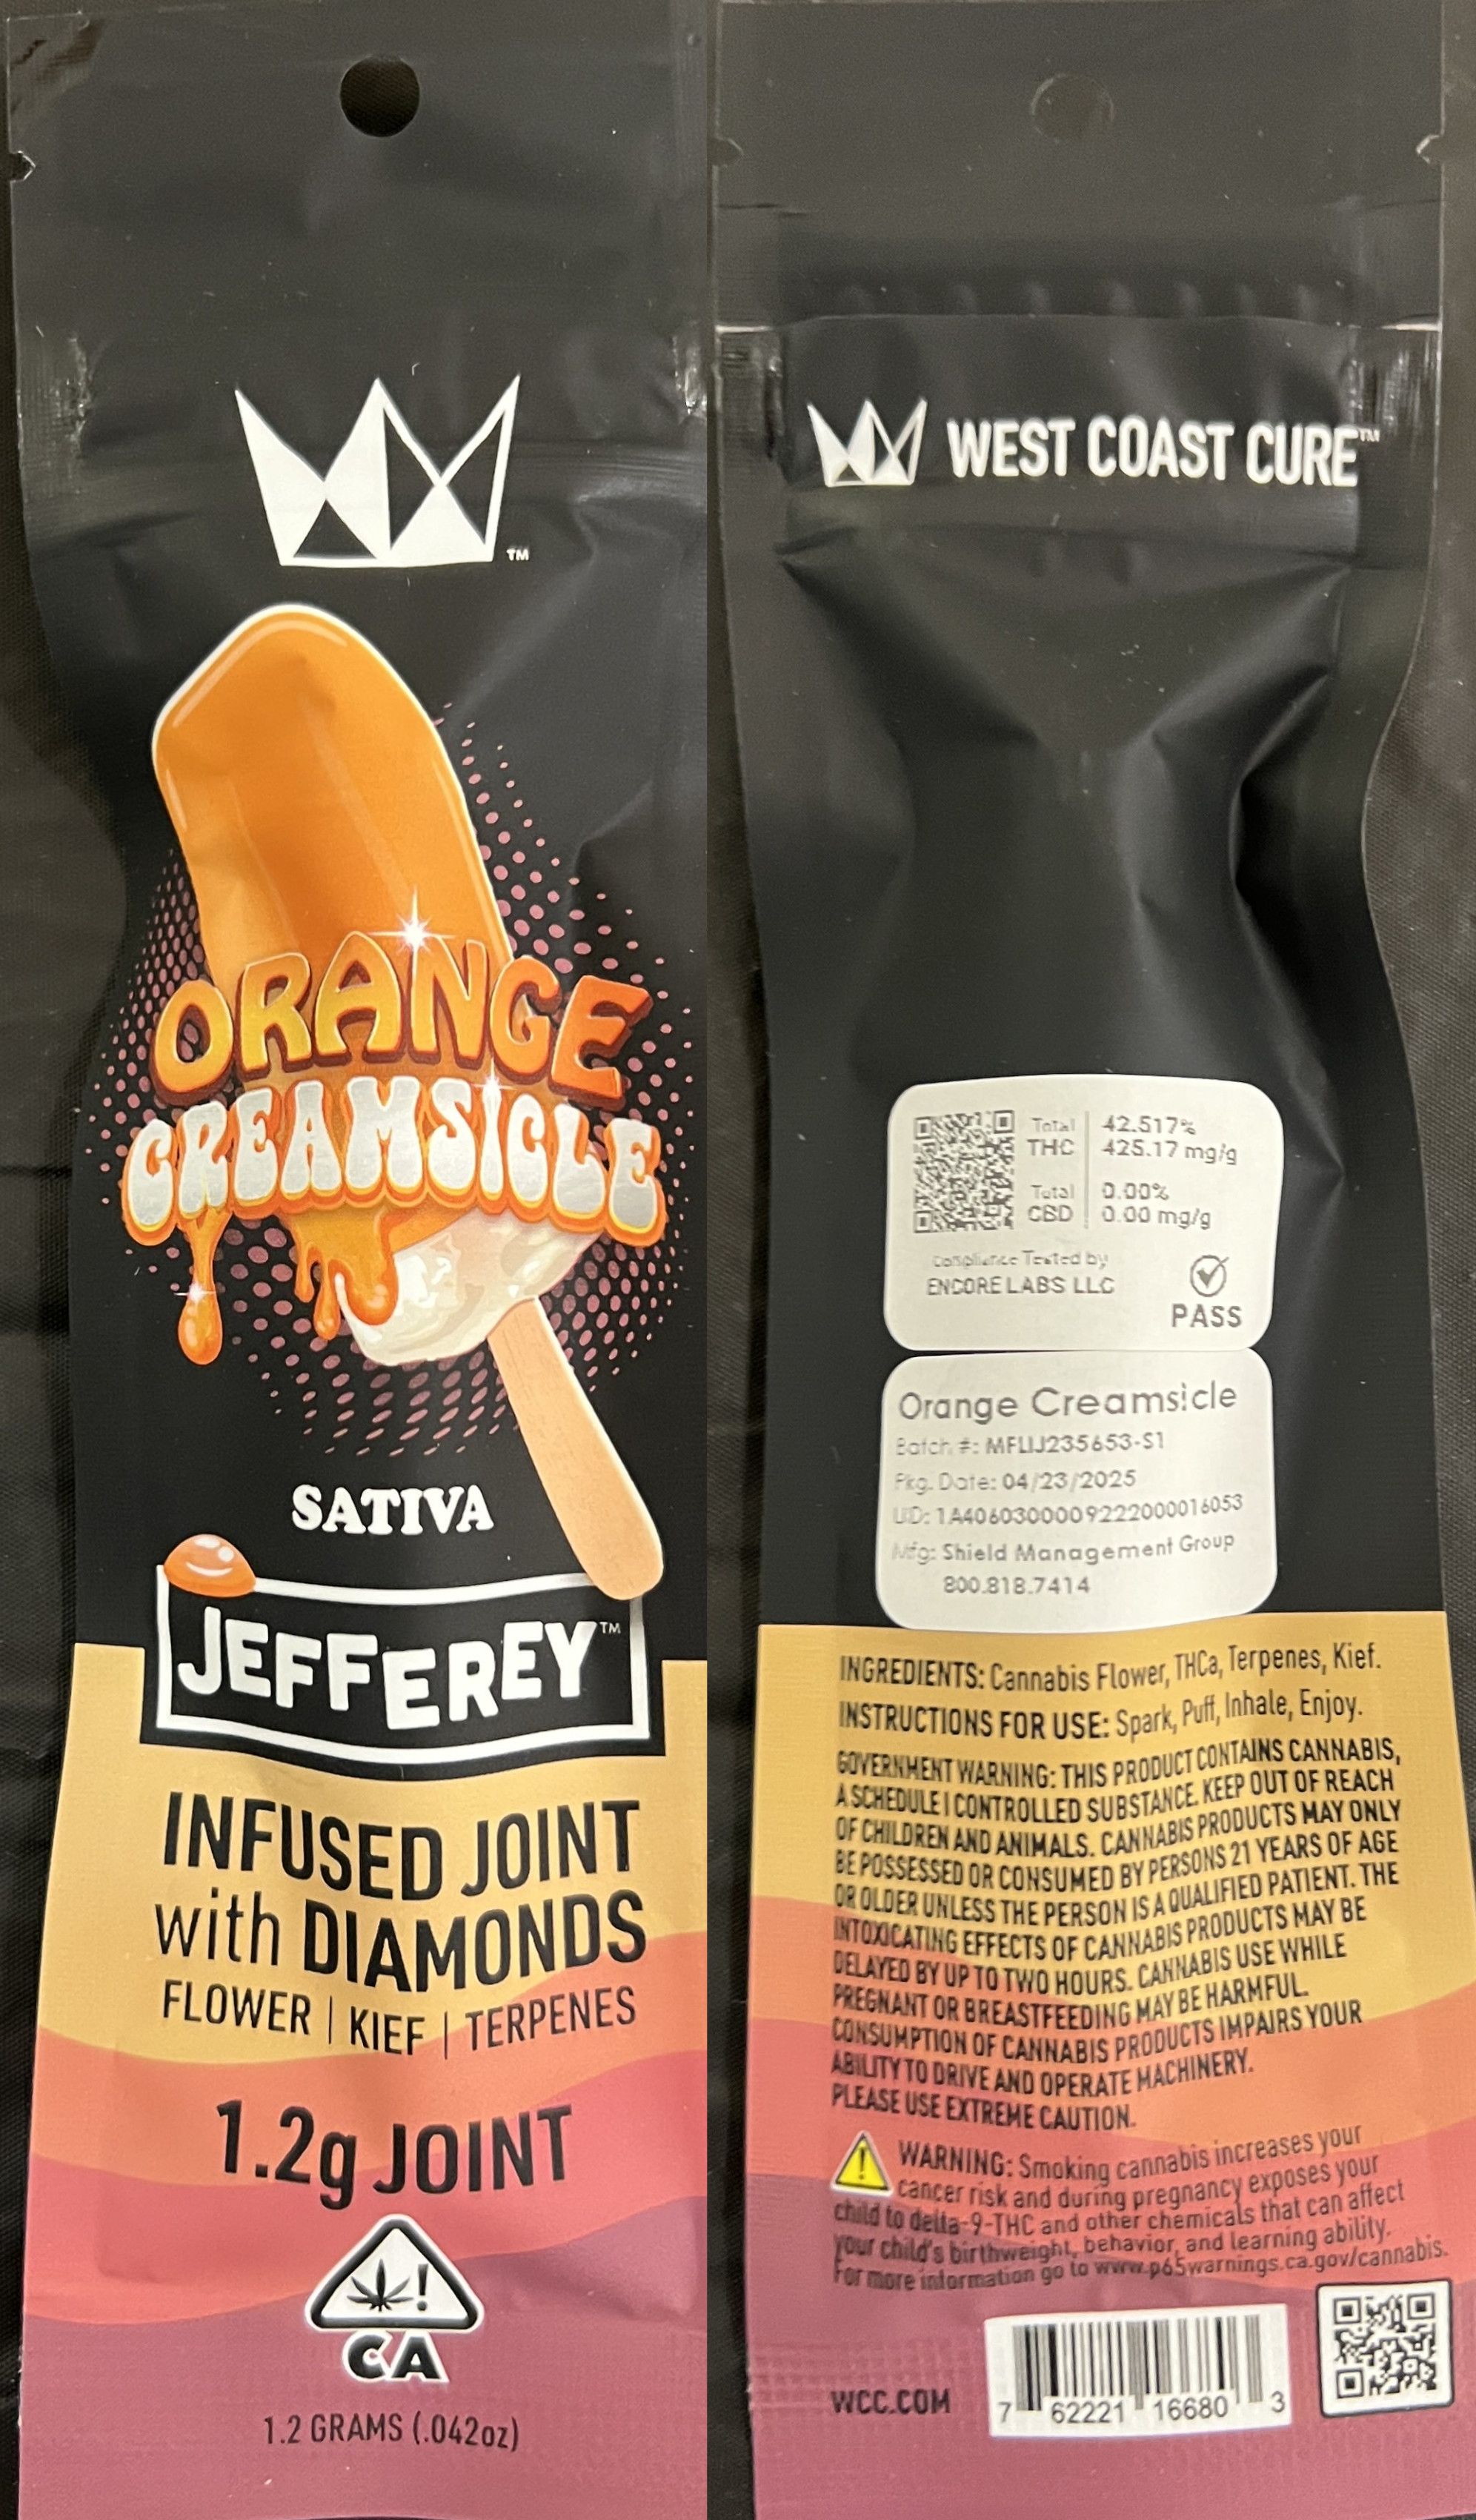 TM
ORANGE
CREAMSICLE
SATIVA
JEFFEREY™
INFUSED JOINT
with DIAMONDS
FLOWER | KIEF | TERPENES
1.2g JOINT
!
CA
1.2 GRAMS (.042oz)
WEST COAST CURE™
Total THC 42.517% 425.17 mg/g
Total CBD 0.00% 0.00 mg/g
Compliance Tested by
ENCORE LABS LLC
PASS
Orange Creamsicle
Batch #: MFLIJ235653-S1
Pkg. Date: 04/23/2025
UID: 1A4060300009222000016053
Mfg: Shield Management Group
800.818.7414
INGREDIENTS: Cannabis Flower, THCa, Terpenes, Kief.
INSTRUCTIONS FOR USE: Spark, Puff, Inhale, Enjoy.
GOVERNMENT WARNING: THIS PRODUCT CONTAINS CANNABIS,
A SCHEDULE I CONTROLLED SUBSTANCE. KEEP OUT OF REACH
OF CHILDREN AND ANIMALS. CANNABIS PRODUCTS MAY ONLY
BE POSSESSED OR CONSUMED BY PERSONS 21 YEARS OF AGE
OR OLDER UNLESS THE PERSON IS A QUALIFIED PATIENT. THE
INTOXICATING EFFECTS OF CANNABIS PRODUCTS MAY BE
DELAYED BY UP TO TWO HOURS. CANNABIS USE WHILE
PREGNANT OR BREASTFEEDING MAY BE HARMFUL.
CONSUMPTION OF CANNABIS PRODUCTS IMPAIRS YOUR
ABILITY TO DRIVE AND OPERATE MACHINERY.
PLEASE USE EXTREME CAUTION.
WARNING: Smoking cannabis increases your
cancer risk and during pregnancy exposes your
child to delta-9-THC and other chemicals that can affect
your child's birthweight, behavior, and learning ability.
For more information go to www.p65warnings.ca.gov/cannabis.
WCC.COM
7 62221 16680 3